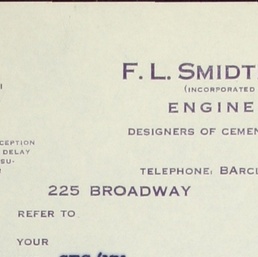 F. L. SMIDT
(INCORPORATED
ENGINE
DESIGNERS OF CEMEN
CEPTION
DELAY
SU-
TELEPHONE, BARCL
225 BROADWAY
REFER TO
YOUR